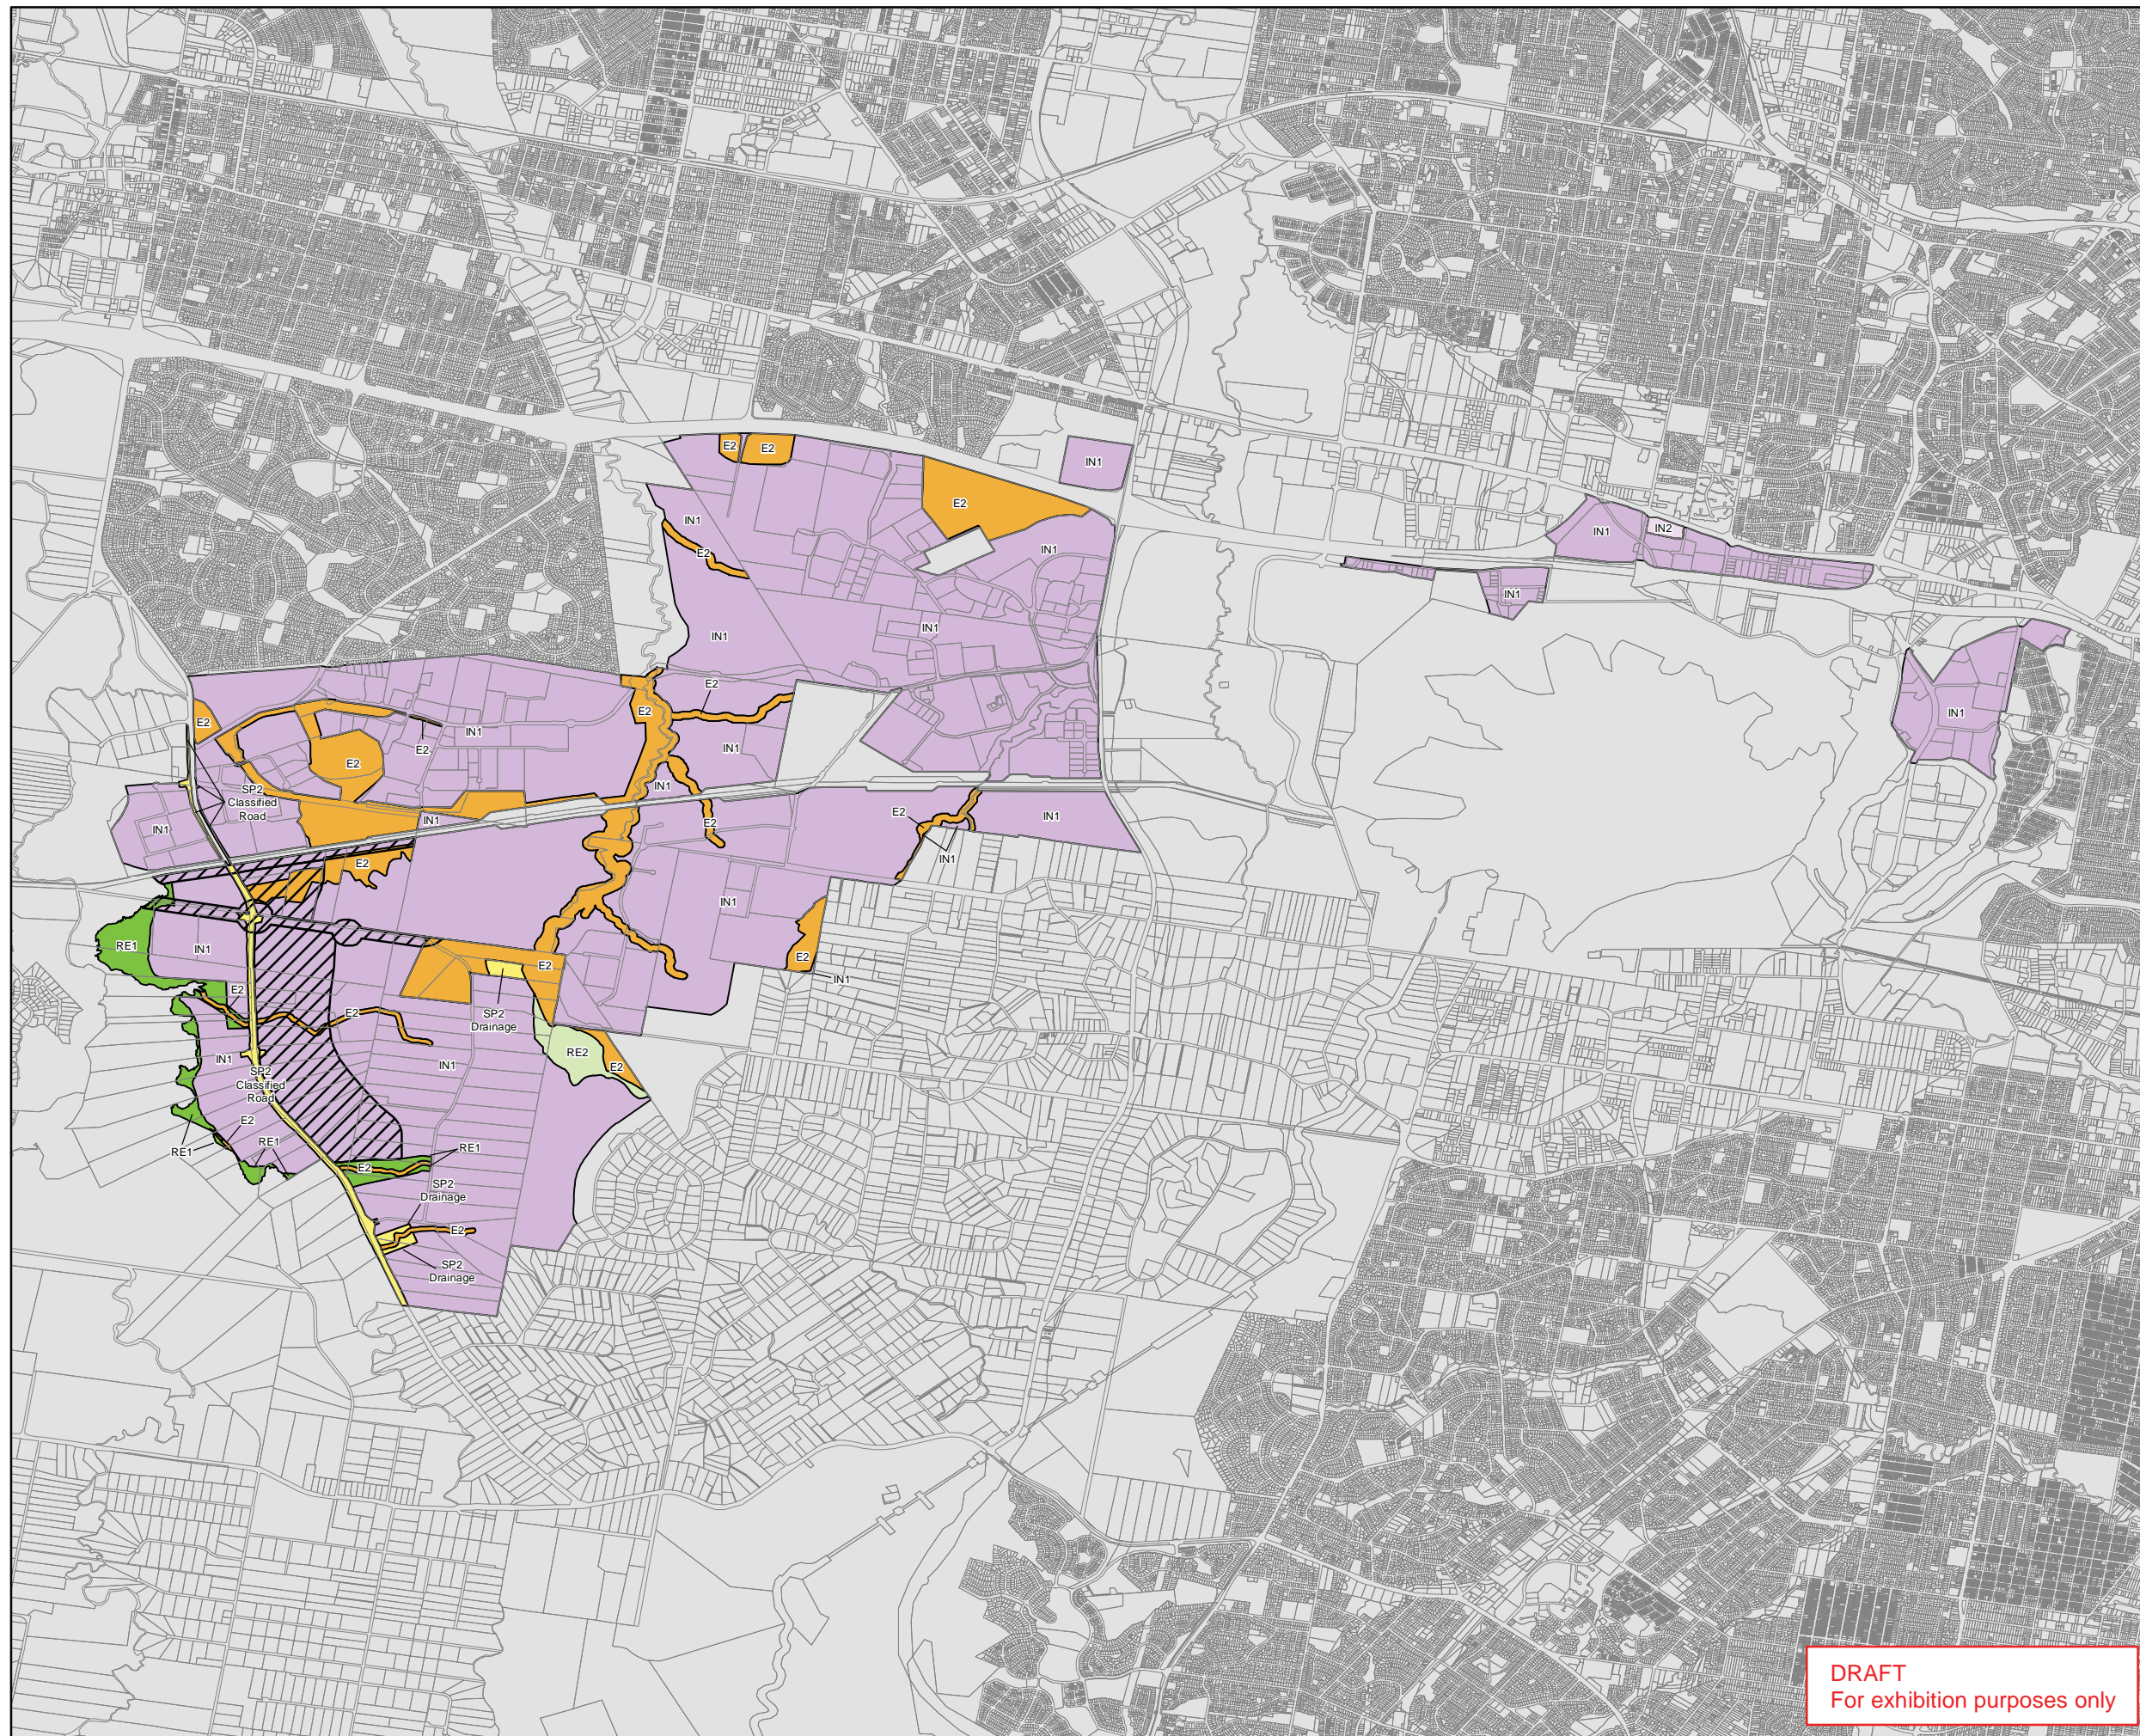 E2
E2
IN1
E2
IN1
IN2
IN1
E2
IN1
IN1
IN1
IN1
E2
E2
IN1
E2
IN1
E2
IN1
E2
E2
IN1
SP2
Classified
Road
IN1
E2
IN1
IN1
E2
IN1
E2
IN1
RE1
IN1
E2
E2
IN1
E2
E2
SP2
Drainage
IN1
IN1
RE2
E2
SP2
Classified
Road
E2
RE1
RE1
RE1
E2
SP2
Drainage
E2
SP2
Drainage
DRAFT
For exhibition purposes only